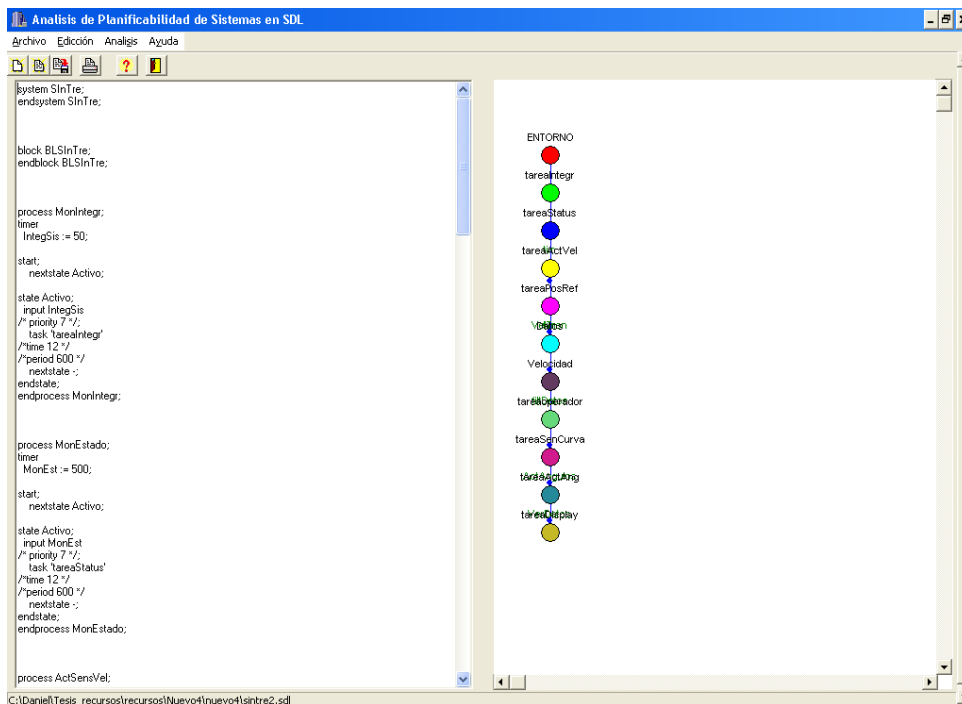 Analisis de Planificabilidad de Sistemas en SDL
Archivo Edicción Analisis Ayuda
system SInTre;
endsystem SInTre;
block BLSInTre;
endblock BLSInTre;
process MonIntegr;
timer
IntegSis := 50;
start;
nextstate Activo;
state Activo;
input IntegSis
/* priority 7 */;
task 'tareaIntegr'
/*time 12 */
/*period 600 */
nextstate -;
endstate;
endprocess MonIntegr;
process MonEstado;
timer
MonEst := 500;
start;
nextstate Activo;
state Activo;
input MonEst
/* priority 7 */;
task 'tareaStatus'
/*time 12 */
/*period 600 */
nextstate -;
endstate;
endprocess MonEstado;
process ActSensVel;
ENTORNO
tareaIntegr
tareaStatus
tareaActVel
tareaPosRef
Velocidad
tareaoperador
tareaSenCurva
tareaActAng
tareaDisplay
C:\Daniel\Tesis_recursos\recursos\Nuevo4\nuevo4\sintre2.sdl